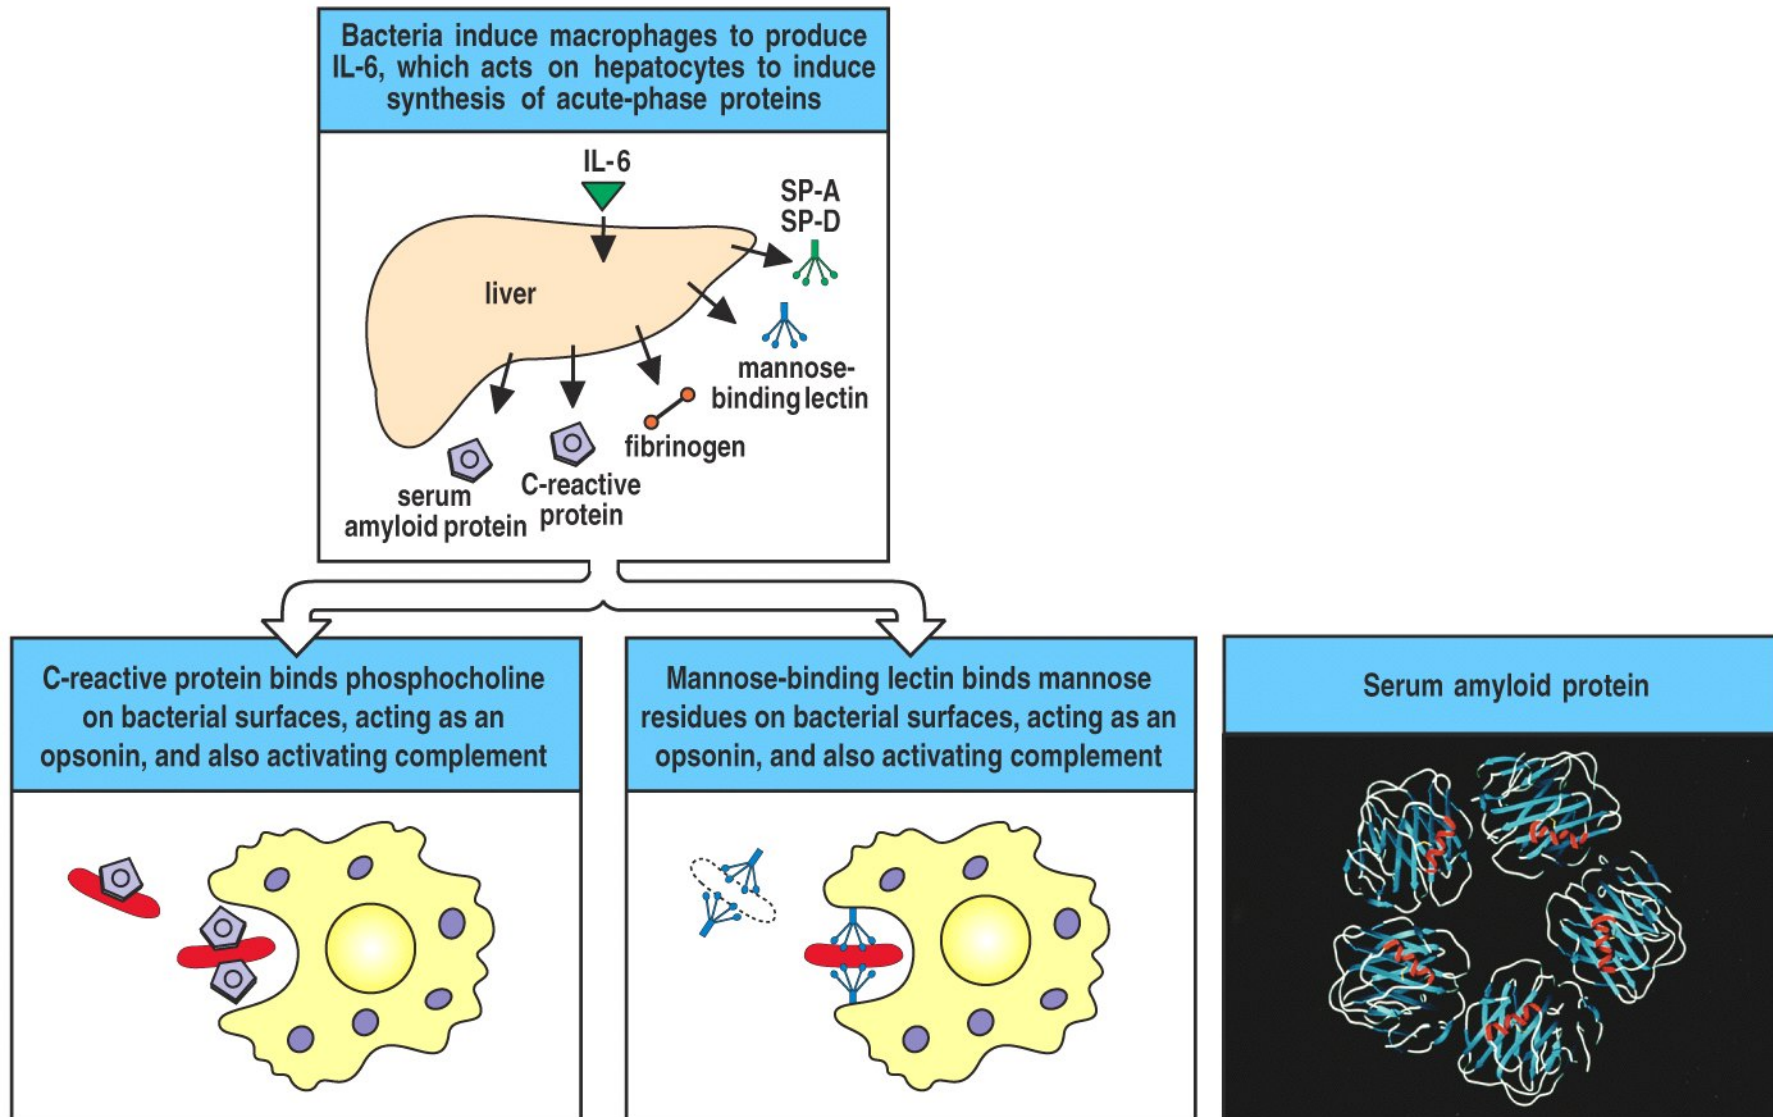 Bacteria induce macrophages to produce
IL-6, which acts on hepatocytes to induce
synthesis of acute-phase proteins
IL-6
SP-A
SP-D
liver
mannose-
binding lectin
fibrinogen
C-reactive
protein
serum
amyloid protein
C-reactive protein binds phosphocholine
on bacterial surfaces, acting as an
opsonin, and also activating complement
Mannose-binding lectin binds mannose
residues on bacterial surfaces, acting as an
opsonin, and also activating complement
Serum amyloid protein